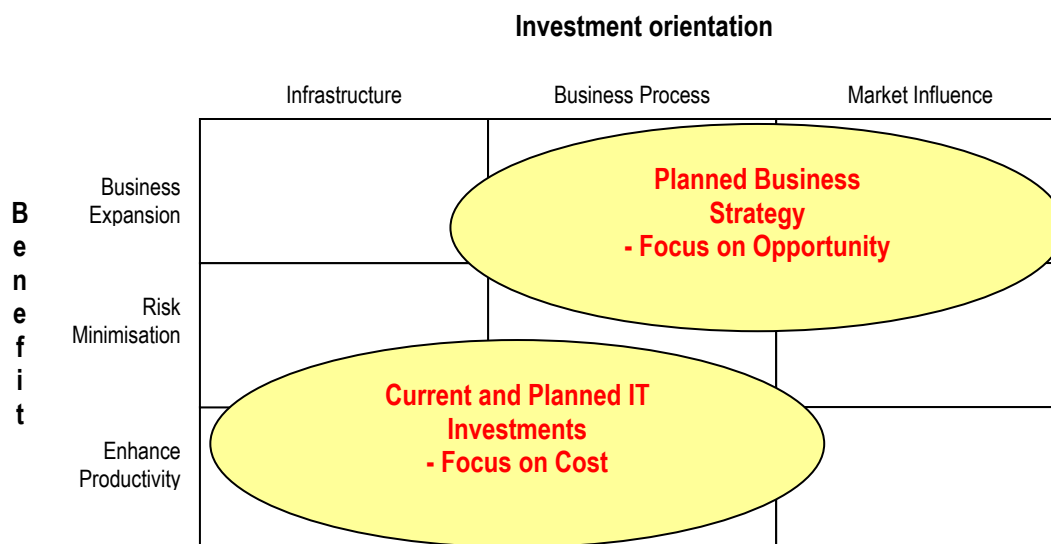 Investment orientation
Infrastructure
Business Process
Market Influence
Benefit
Business
Expansion
Planned Business
Strategy
- Focus on Opportunity
Risk
Minimisation
Current and Planned IT
Investments
- Focus on Cost
Enhance
Productivity